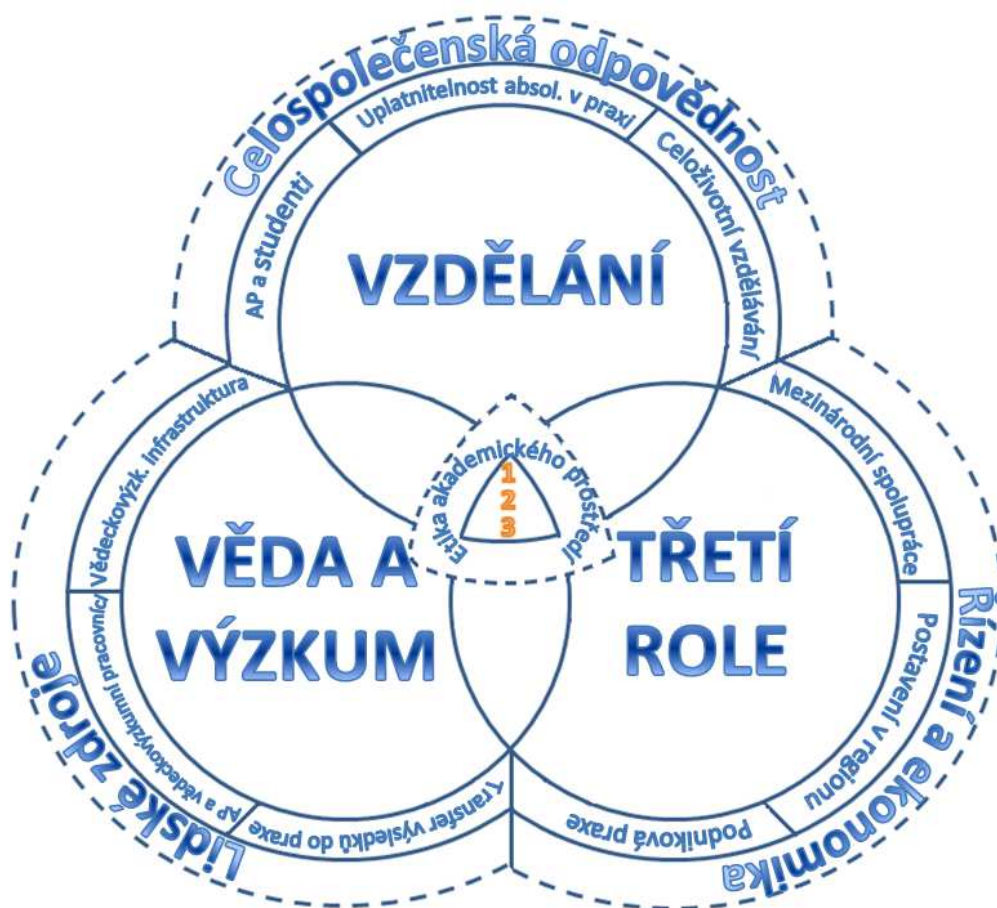 Celospolečenská odpovědnost
Uplatnitelnost absol. v praxi
AP a studenti
Celoživotní vzdělávání
VZDĚLÁNÍ
Vědeckovýzk. Infrastruktura
Mezinárodní spolupráce
Etika akademického prostředí
1
2
3
VĚDA A
VÝZKUM
TŘETÍ
ROLE
AP a vědeckovýzkumní pracovníci
Postavení v regionu
Transfer výsledků do praxe
Podniková praxe
Lidské zdroje
Řízení a ekonomika